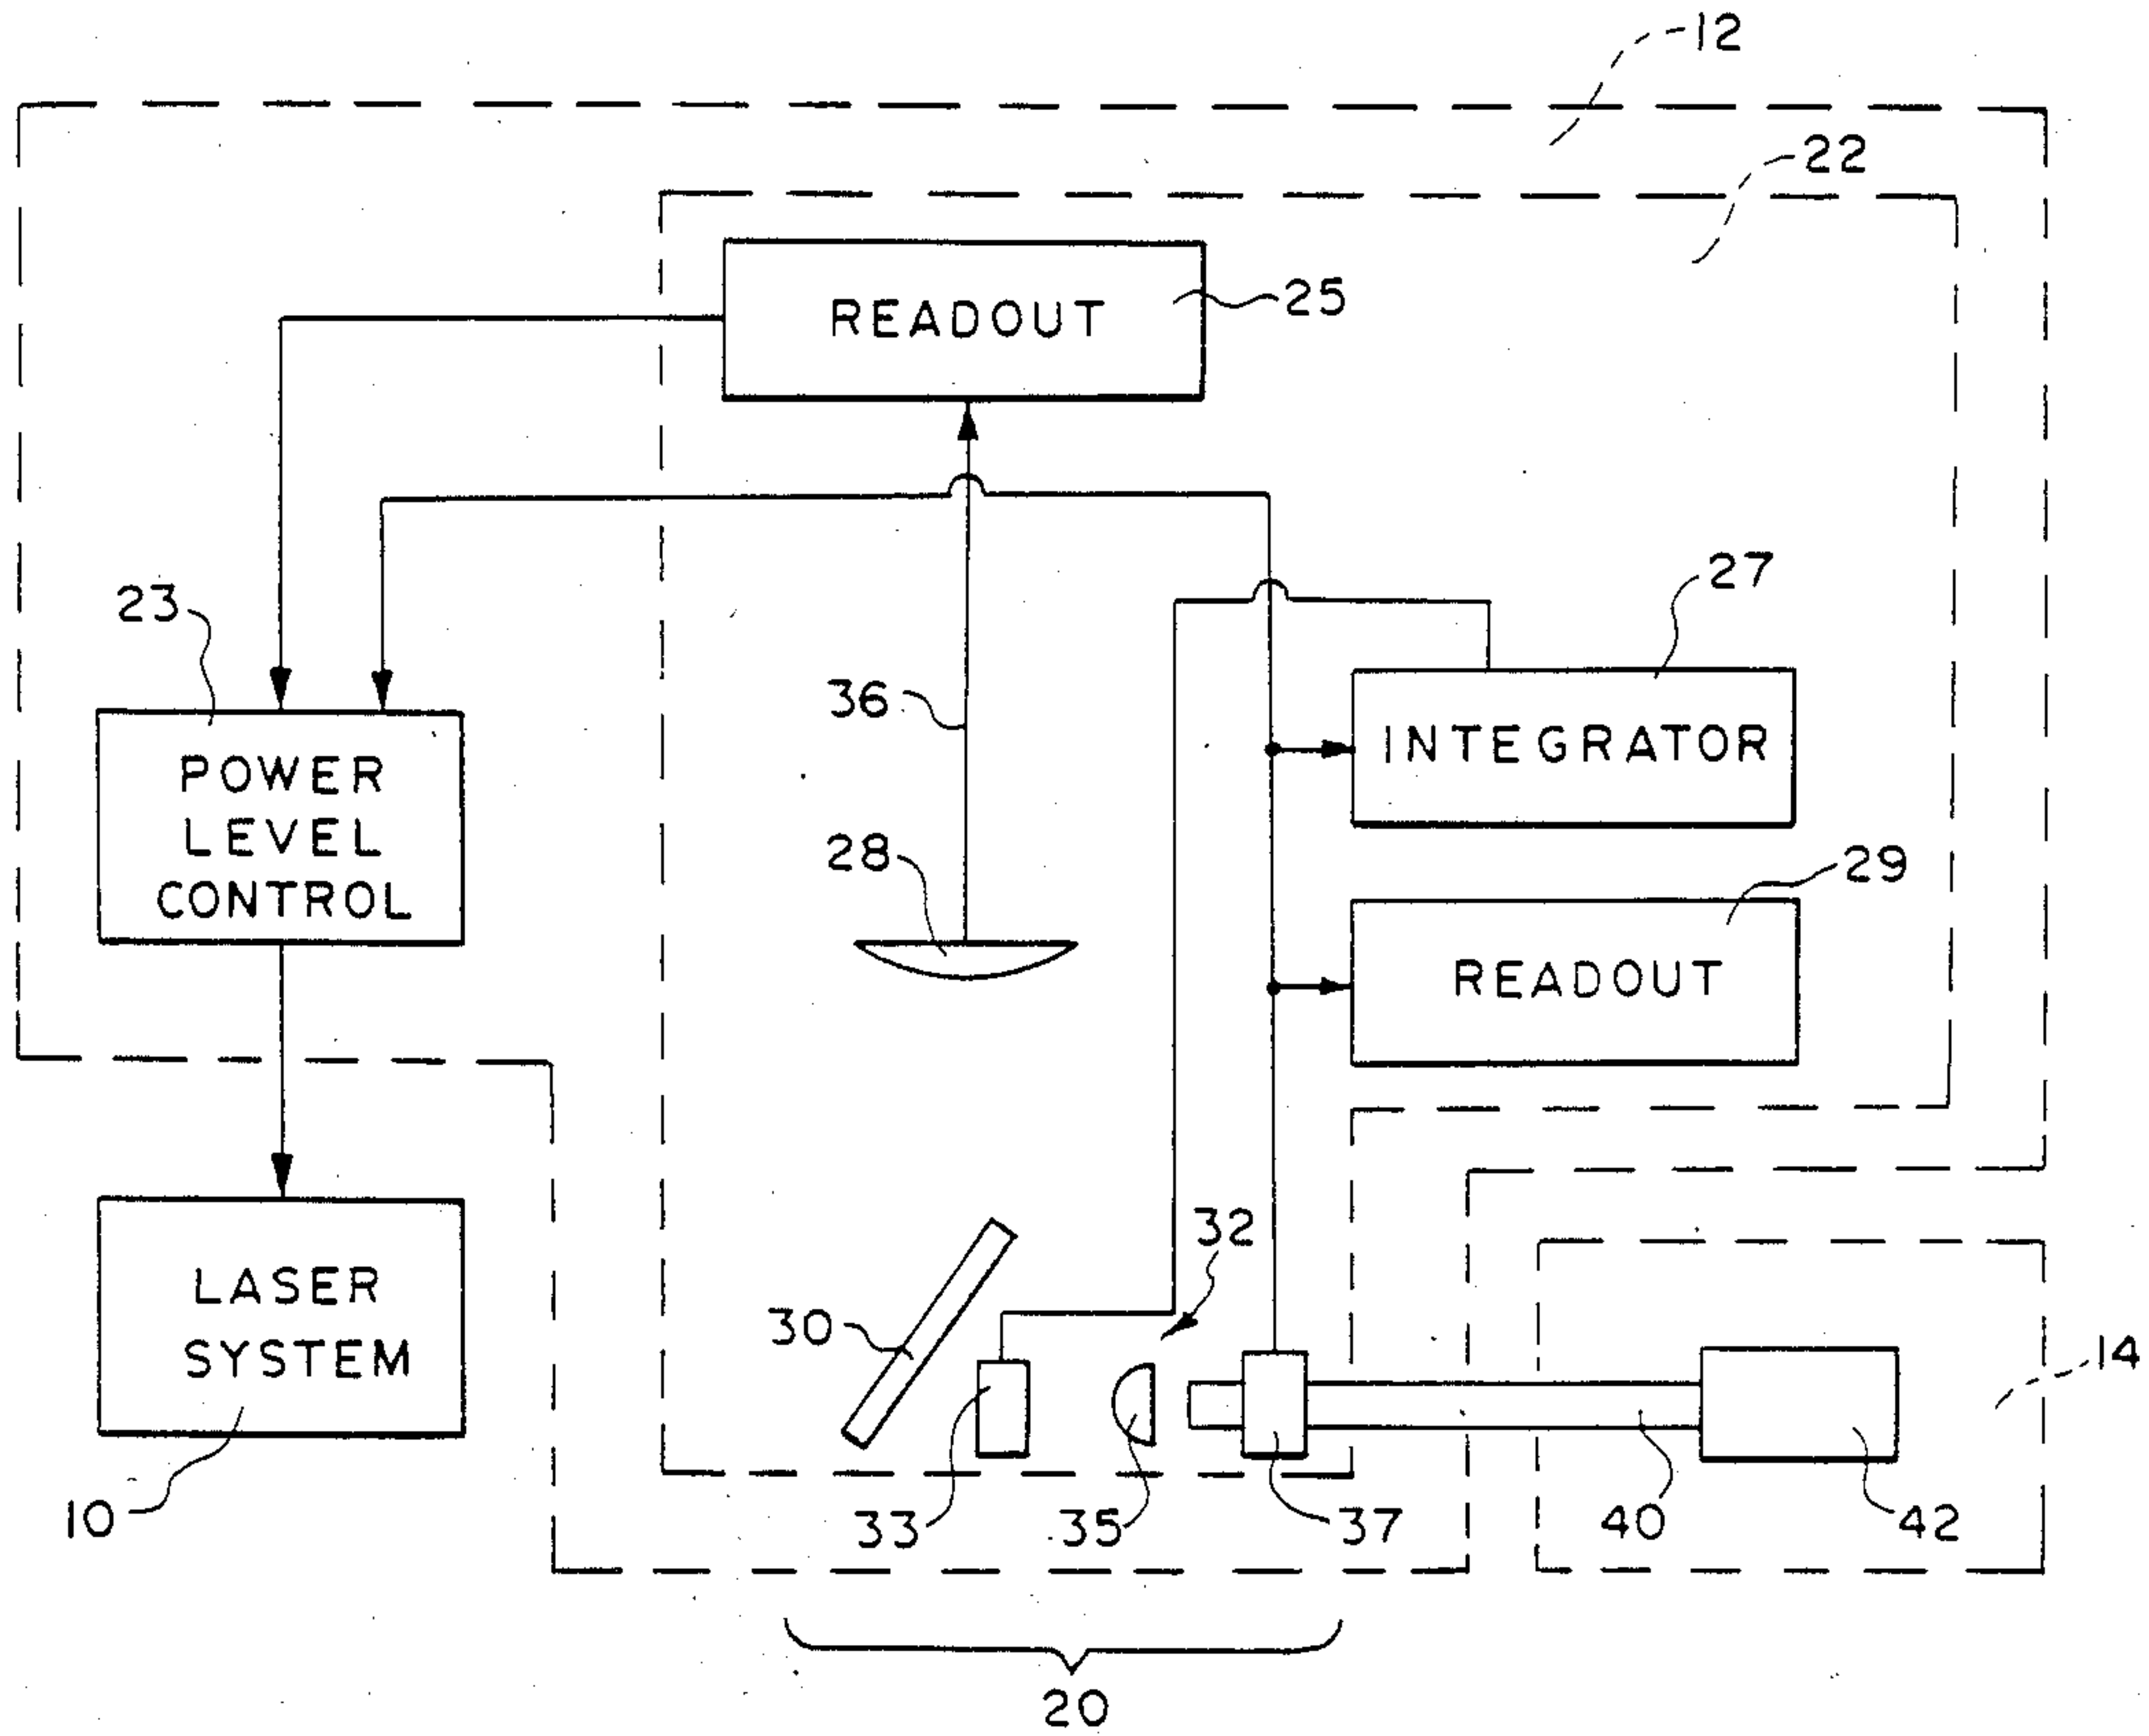 12
22
READOUT
25
27
23
36
INTEGRATOR
POWER
LEVEL
CONTROL
28
29
READOUT
32
LASER
SYSTEM
30
14
10
33
35
37
40
42
20